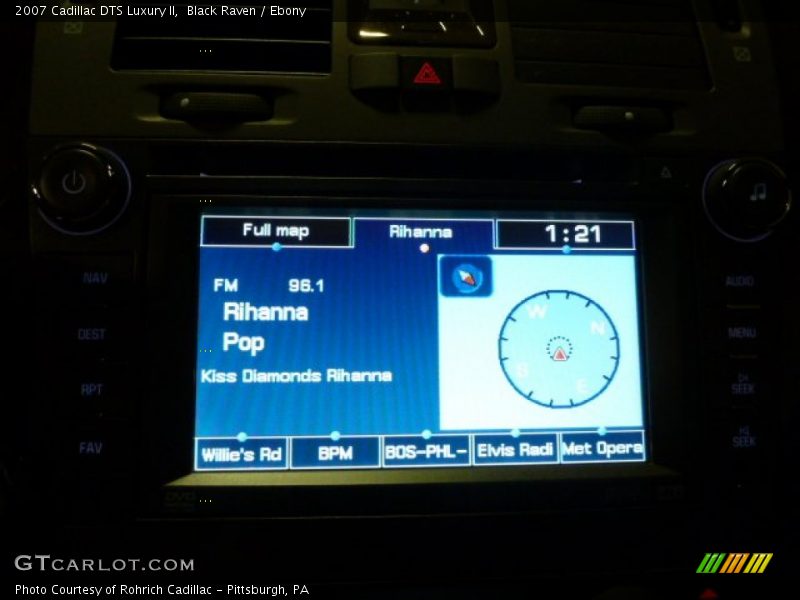 2007 Cadillac DTS Luxury II, Black Raven / Ebony
Full map
Rihanna
1:21
NAV
DEST
RPT
FAV
FM 96.1
Rihanna
Pop
Kiss Diamonds Rihanna
W
N
S
E
AUDIO
MENU
SEEK
SEEK
Willie's Rd
BPM
BOS-PHL-
Elvis Radi
Met Opera
GTCARLOT.COM
Photo Courtesy of Rohrich Cadillac - Pittsburgh, PA